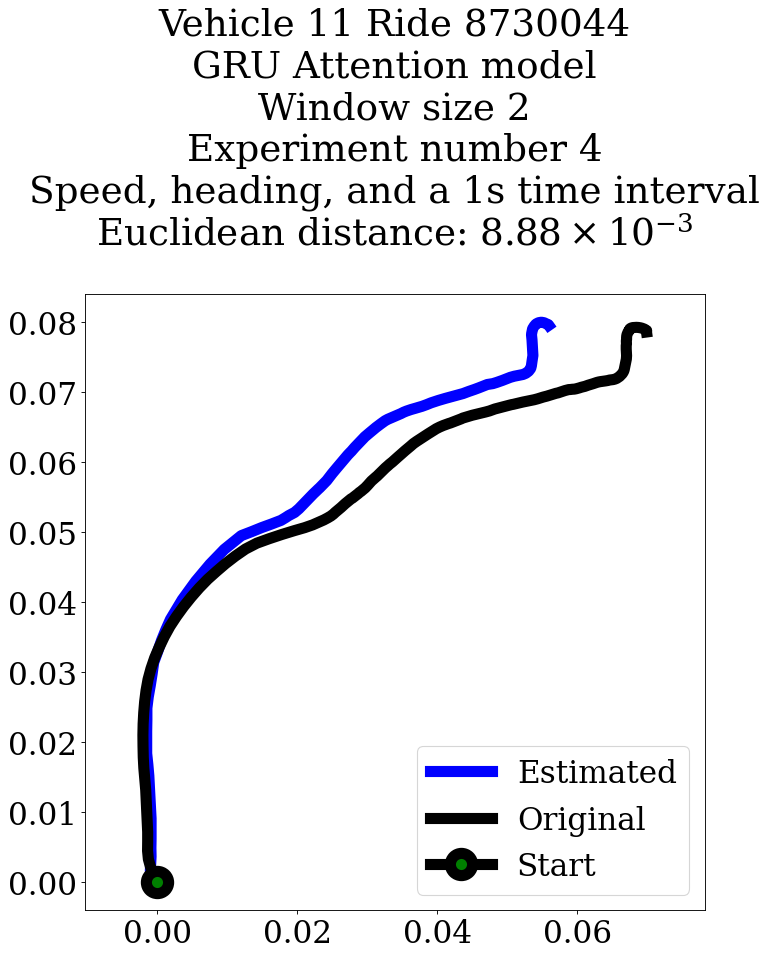 Vehicle 11 Ride 8730044
GRU Attention model
Window size 2
Experiment number 4
Speed, heading, and a 1s time interval
Euclidean distance: 8.88 × 10⁻³
0.08
0.07
0.06
0.05
0.04
0.03
0.02
0.01
0.00
Estimated
Original
Start
0.00 0.02 0.04 0.06